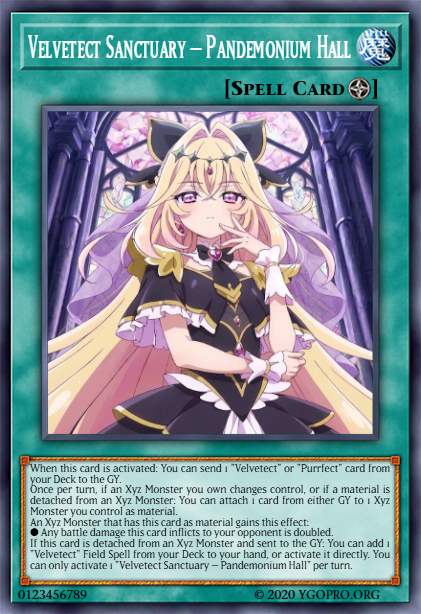 Velvetect Sanctuary – Pandemonium Hall
魔
[Spell Card]
When this card is activated: You can send 1 "Velvetect" or "Purrfect" card from
your Deck to the GY.
Once per turn, if an Xyz Monster you own changes control, or if a material is
detached from an Xyz Monster: You can attach 1 card from either GY to 1 Xyz
Monster you control as material.
An Xyz Monster that has this card as material gains this effect:
● Any battle damage this card inflicts to your opponent is doubled.
If this card is detached from an Xyz Monster and sent to the GY: You can add 1
"Velvetect" Field Spell from your Deck to your hand, or activate it directly. You
can only activate 1 "Velvetect Sanctuary – Pandemonium Hall" per turn.
0123456789 © 2020 YGOPRO.ORG